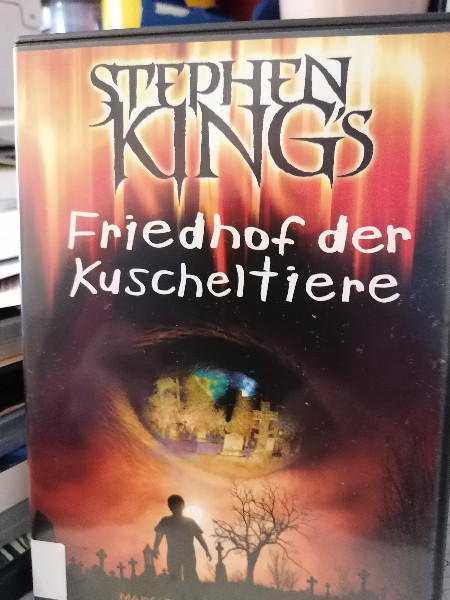 STEPHEN
KING'S
Friedhof der
Kuscheltiere